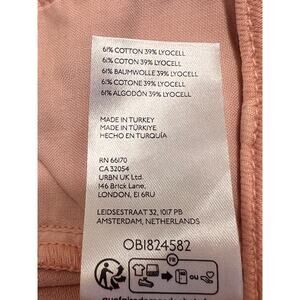 61% COTTON 39% LYOCELL
61% COTON 39% LYOCELL
61% BAUMWOLLE 39% LYOCELL
61% COTONE 39% LYOCELL
61% ALGODÓN 39% LYOCELL
MADE IN TURKEY
MADE IN TÜRKIYE
HECHO EN TURQUÍA
RN 66170
CA 32054
URBN UK Ltd.
146 Brick Lane,
LONDON, E1 6RU
LEIDSESTRAAT 32, 1017 PB
AMSTERDAM, NETHERLANDS
OB1824582
FR
OU